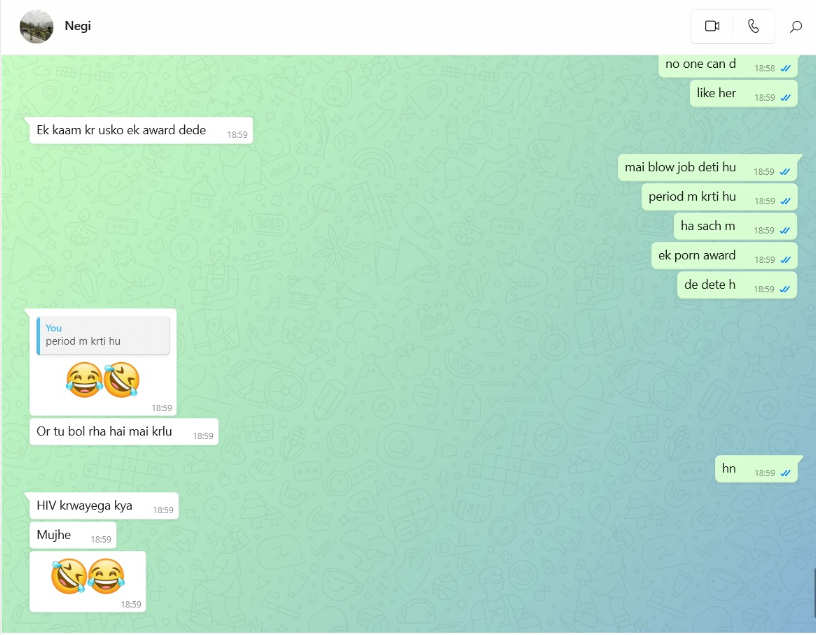 Negi
no one can d 18:58
like her 18:59
Ek kaam kr usko ek award dede 18:59
mai blow job deti hu 18:59
period m krti hu 18:59
ha sach m 18:59
ek porn award 18:59
de dete h 18:59
You
period m krti hu
😂🤣
18:59
Or tu bol rha hai mai krlu 18:59
hn 18:59
HIV krwayega kya 18:59
Mujhe 18:59
🤣😂
18:59